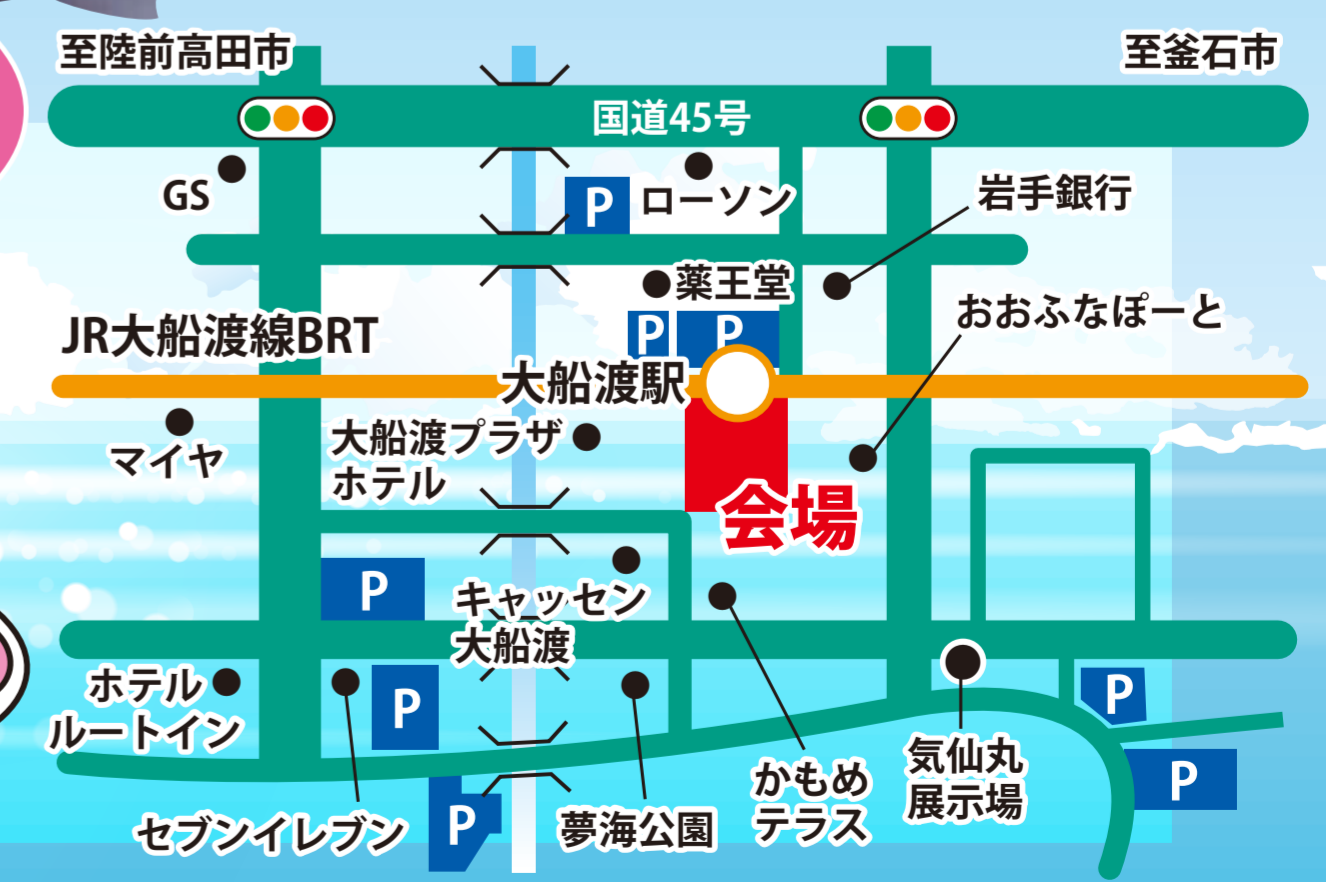 至陸前高田市
至釜石市
国道45号
GS
P
ローソン
岩手銀行
薬王堂
おおふなぽーと
P
P
JR大船渡線BRT
大船渡駅
マイヤ
大船渡プラザ
ホテル
会場
P
キャッセン
大船渡
ホテル
ルートイン
P
P
気仙丸
展示場
かもめ
テラス
P
セブンイレブン
P
夢海公園